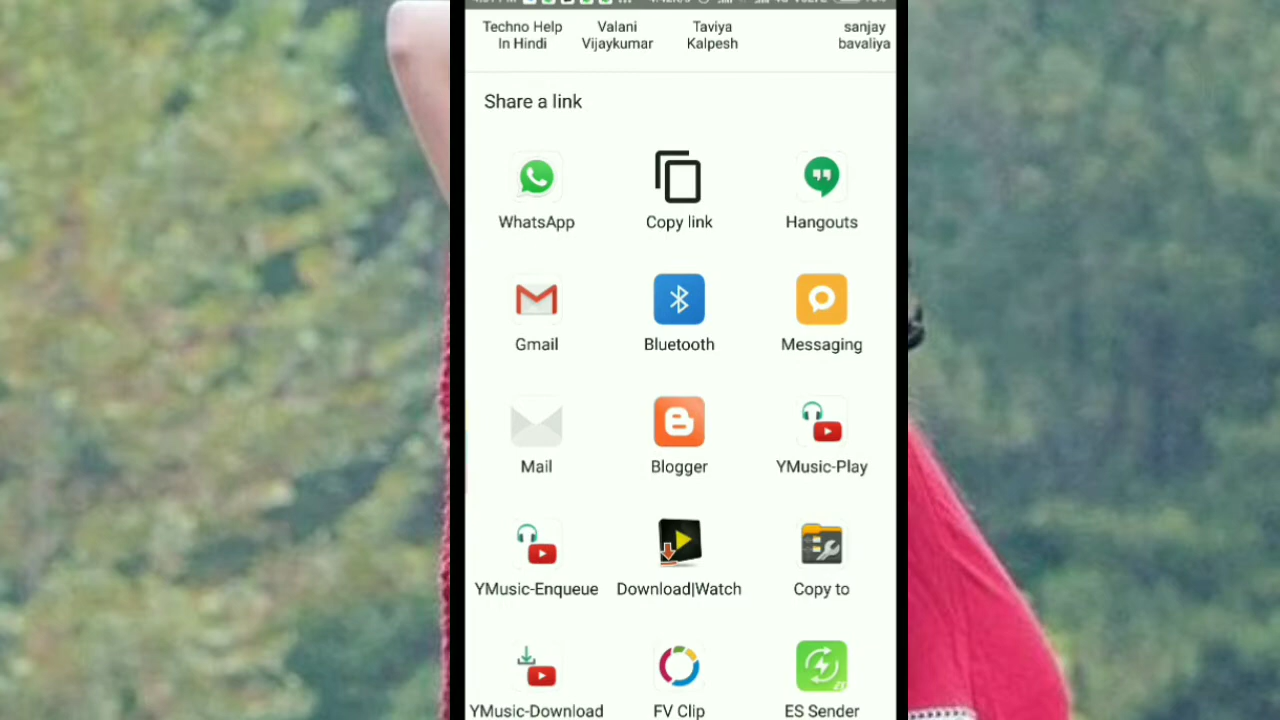 Techno Help
In Hindi
Valani
Vijaykumar
Taviya
Kalpesh
sanjay
bavaliya
Share a link
WhatsApp
Copy link
Hangouts
Gmail
Bluetooth
Messaging
Mail
Blogger
YMusic-Play
YMusic-Enqueue
Download|Watch
Copy to
YMusic-Download
FV Clip
ES Sender